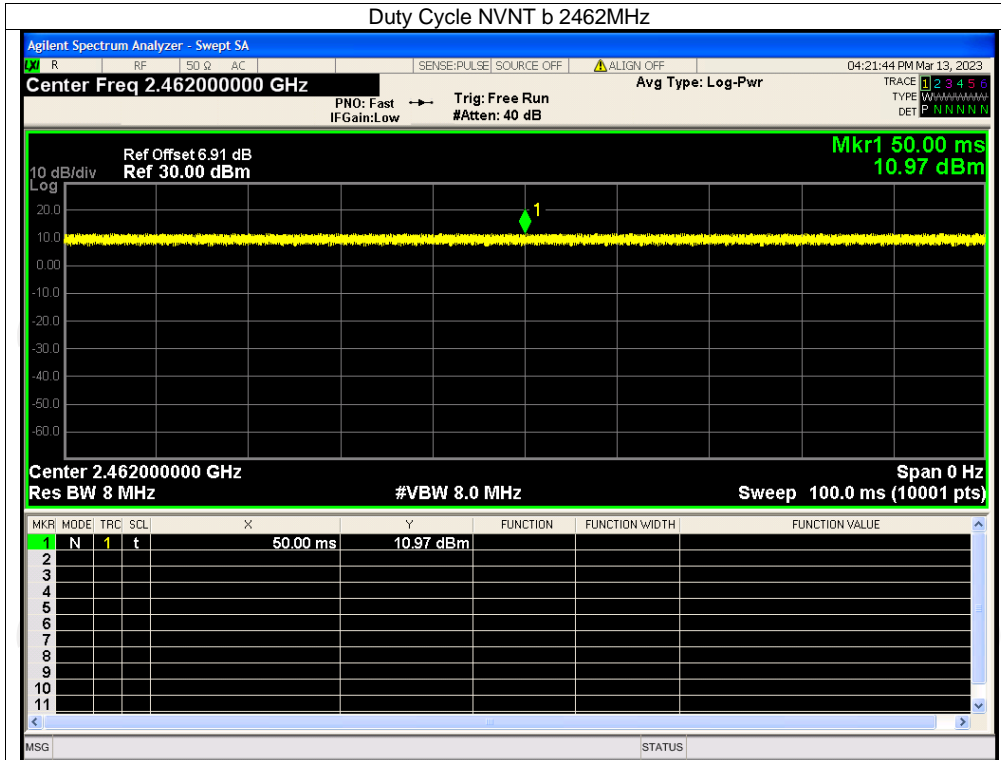 Duty Cycle NVNT b 2462MHz
Agilent Spectrum Analyzer - Swept SA
LXI R RF 50 Ω AC SENSE:PULSE SOURCE OFF ALIGN OFF 04:21:44 PM Mar 13, 2023
Center Freq 2.462000000 GHz
PNO: Fast
IFGain:Low
Trig: Free Run
#Atten: 40 dB
Avg Type: Log-Pwr
TRACE 1 2 3 4 5 6
TYPE WWWWWW
DET P N N N N N
Mkr1 50.00 ms
10.97 dBm
Ref Offset 6.91 dB
10 dB/div Ref 30.00 dBm
Log
20.0
1
10.0
0.00
-10.0
-20.0
-30.0
-40.0
-50.0
-60.0
Center 2.462000000 GHz Span 0 Hz
Res BW 8 MHz #VBW 8.0 MHz Sweep 100.0 ms (10001 pts)
MKR MODE TRC SCL X Y FUNCTION FUNCTION WIDTH FUNCTION VALUE
1 N 1 t 50.00 ms 10.97 dBm
2
3
4
5
6
7
8
9
10
11
MSG STATUS